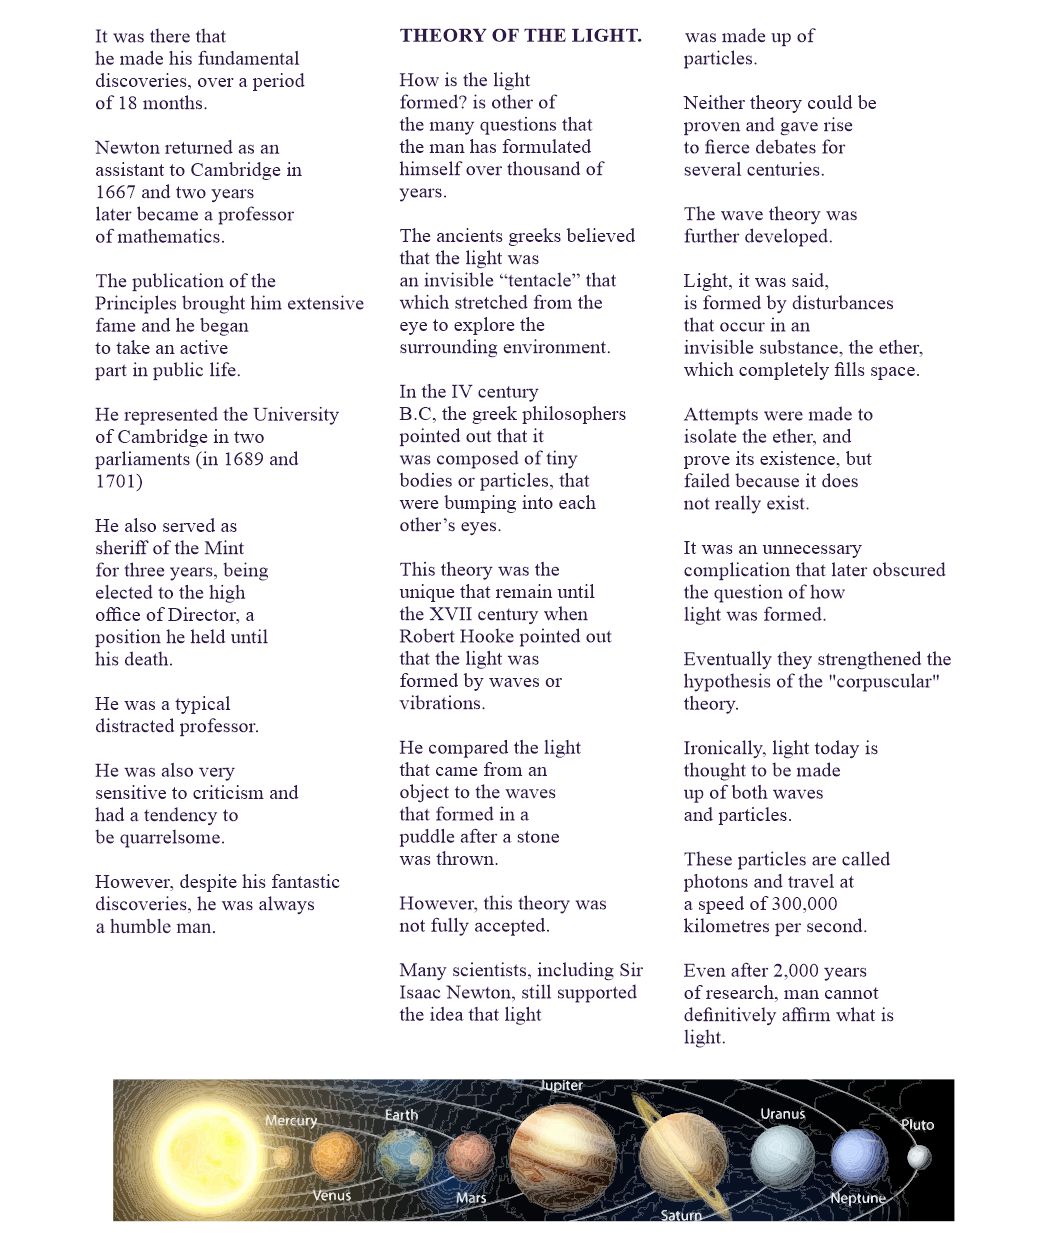 It was there that
he made his fundamental
discoveries, over a period
of 18 months.
Newton returned as an
assistant to Cambridge in
1667 and two years
later became a professor
of mathematics.
The publication of the
Principles brought him extensive
fame and he began
to take an active
part in public life.
He represented the University
of Cambridge in two
parliaments (in 1689 and
1701)
He also served as
sheriff of the Mint
for three years, being
elected to the high
office of Director, a
position he held until
his death.
He was a typical
distracted professor.
He was also very
sensitive to criticism and
had a tendency to
be quarrelsome.
However, despite his fantastic
discoveries, he was always
a humble man.
THEORY OF THE LIGHT.
How is the light
formed? is other of
the many questions that
the man has formulated
himself over thousand of
years.
The ancients greeks believed
that the light was
an invisible “tentacle” that
which stretched from the
eye to explore the
surrounding environment.
In the IV century
B.C, the greek philosophers
pointed out that it
was composed of tiny
bodies or particles, that
were bumping into each
other’s eyes.
This theory was the
unique that remain until
the XVII century when
Robert Hooke pointed out
that the light was
formed by waves or
vibrations.
He compared the light
that came from an
object to the waves
that formed in a
puddle after a stone
was thrown.
However, this theory was
not fully accepted.
Many scientists, including Sir
Isaac Newton, still supported
the idea that light
was made up of
particles.
Neither theory could be
proven and gave rise
to fierce debates for
several centuries.
The wave theory was
further developed.
Light, it was said,
is formed by disturbances
that occur in an
invisible substance, the ether,
which completely fills space.
Attempts were made to
isolate the ether, and
prove its existence, but
failed because it does
not really exist.
It was an unnecessary
complication that later obscured
the question of how
light was formed.
Eventually they strengthened the
hypothesis of the "corpuscular"
theory.
Ironically, light today is
thought to be made
up of both waves
and particles.
These particles are called
photons and travel at
a speed of 300,000
kilometres per second.
Even after 2,000 years
of research, man cannot
definitively affirm what is
light.
Mercury
Venus
Earth
Mars
Jupiter
Saturn
Uranus
Neptune
Pluto